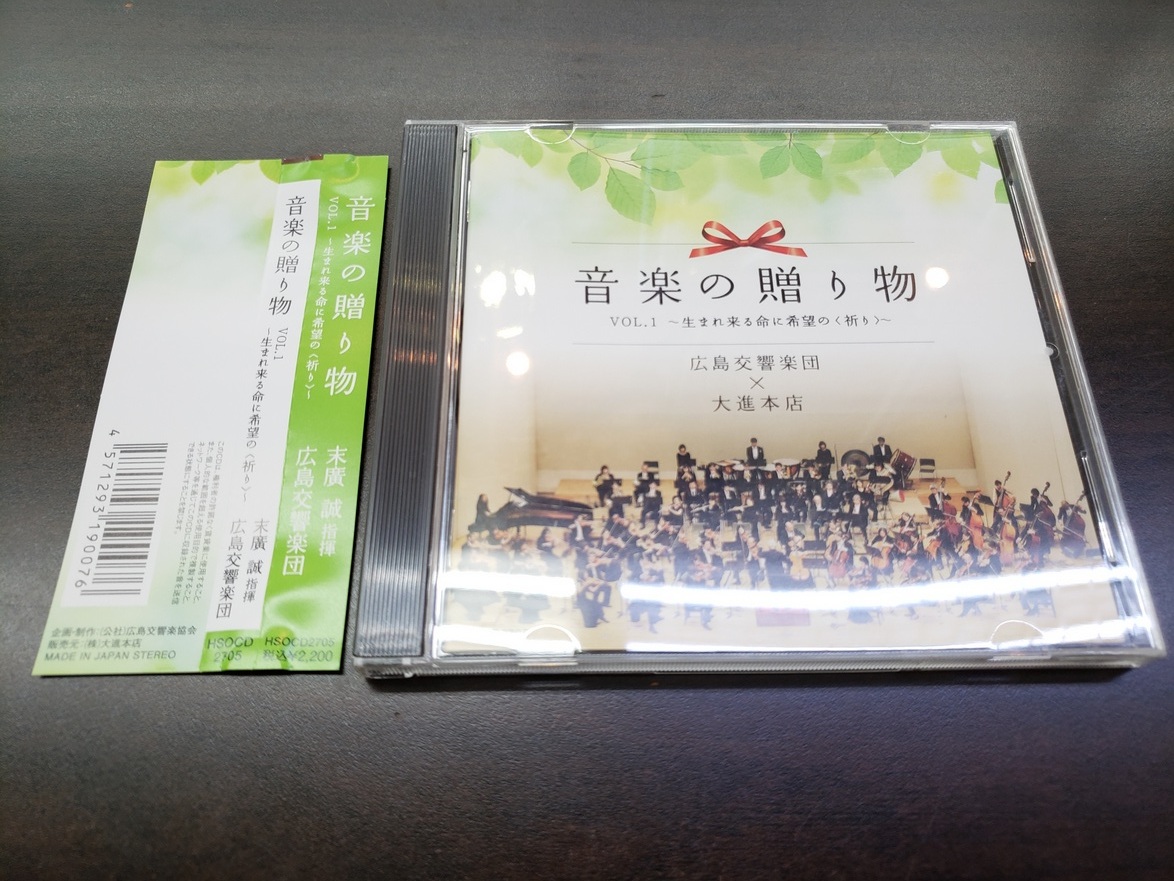 音楽の贈り物
VOL.1 ～生まれ来る命に希望の〈祈り〉～
末廣 誠 指揮
広島交響楽団
HSOCD2705
税込¥2,200
音楽の贈り物 VOL.1
～生まれ来る命に希望の〈祈り〉～
末廣 誠 指揮
広島交響楽団
HSOCD
2705
4 571293 190076
企画・制作:(公社)広島交響楽協会
販売元:(株)大進本店
MADE IN JAPAN STEREO
音楽の贈り物
VOL.1 ～生まれ来る命に希望の〈祈り〉～
広島交響楽団
×
大進本店